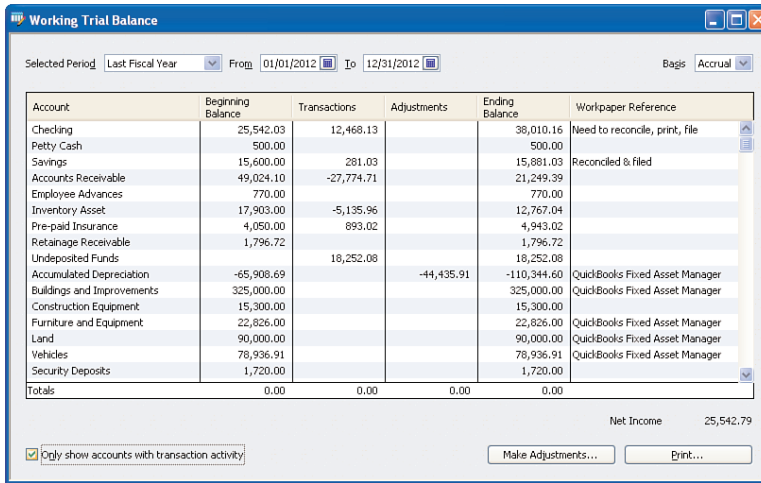 Working Trial Balance
Selected Period Last Fiscal Year From 01/01/2012 To 12/31/2012 Basis Accrual
Account Beginning Balance Transactions Adjustments Ending Balance Workpaper Reference
Checking 25,542.03 12,468.13 38,010.16 Need to reconcile, print, file
Petty Cash 500.00 500.00
Savings 15,600.00 281.03 15,881.03 Reconciled & filed
Accounts Receivable 49,024.10 -27,774.71 21,249.39
Employee Advances 770.00 770.00
Inventory Asset 17,903.00 -5,135.96 12,767.04
Pre-paid Insurance 4,050.00 893.02 4,943.02
Retainage Receivable 1,796.72 1,796.72
Undeposited Funds 18,252.08 18,252.08
Accumulated Depreciation -65,908.69 -44,435.91 -110,344.60 QuickBooks Fixed Asset Manager
Buildings and Improvements 325,000.00 325,000.00 QuickBooks Fixed Asset Manager
Construction Equipment 15,300.00 15,300.00
Furniture and Equipment 22,826.00 22,826.00 QuickBooks Fixed Asset Manager
Land 90,000.00 90,000.00 QuickBooks Fixed Asset Manager
Vehicles 78,936.91 78,936.91 QuickBooks Fixed Asset Manager
Security Deposits 1,720.00 1,720.00
Totals 0.00 0.00 0.00 0.00
Net Income 25,542.79
Only show accounts with transaction activity Make Adjustments... Print...